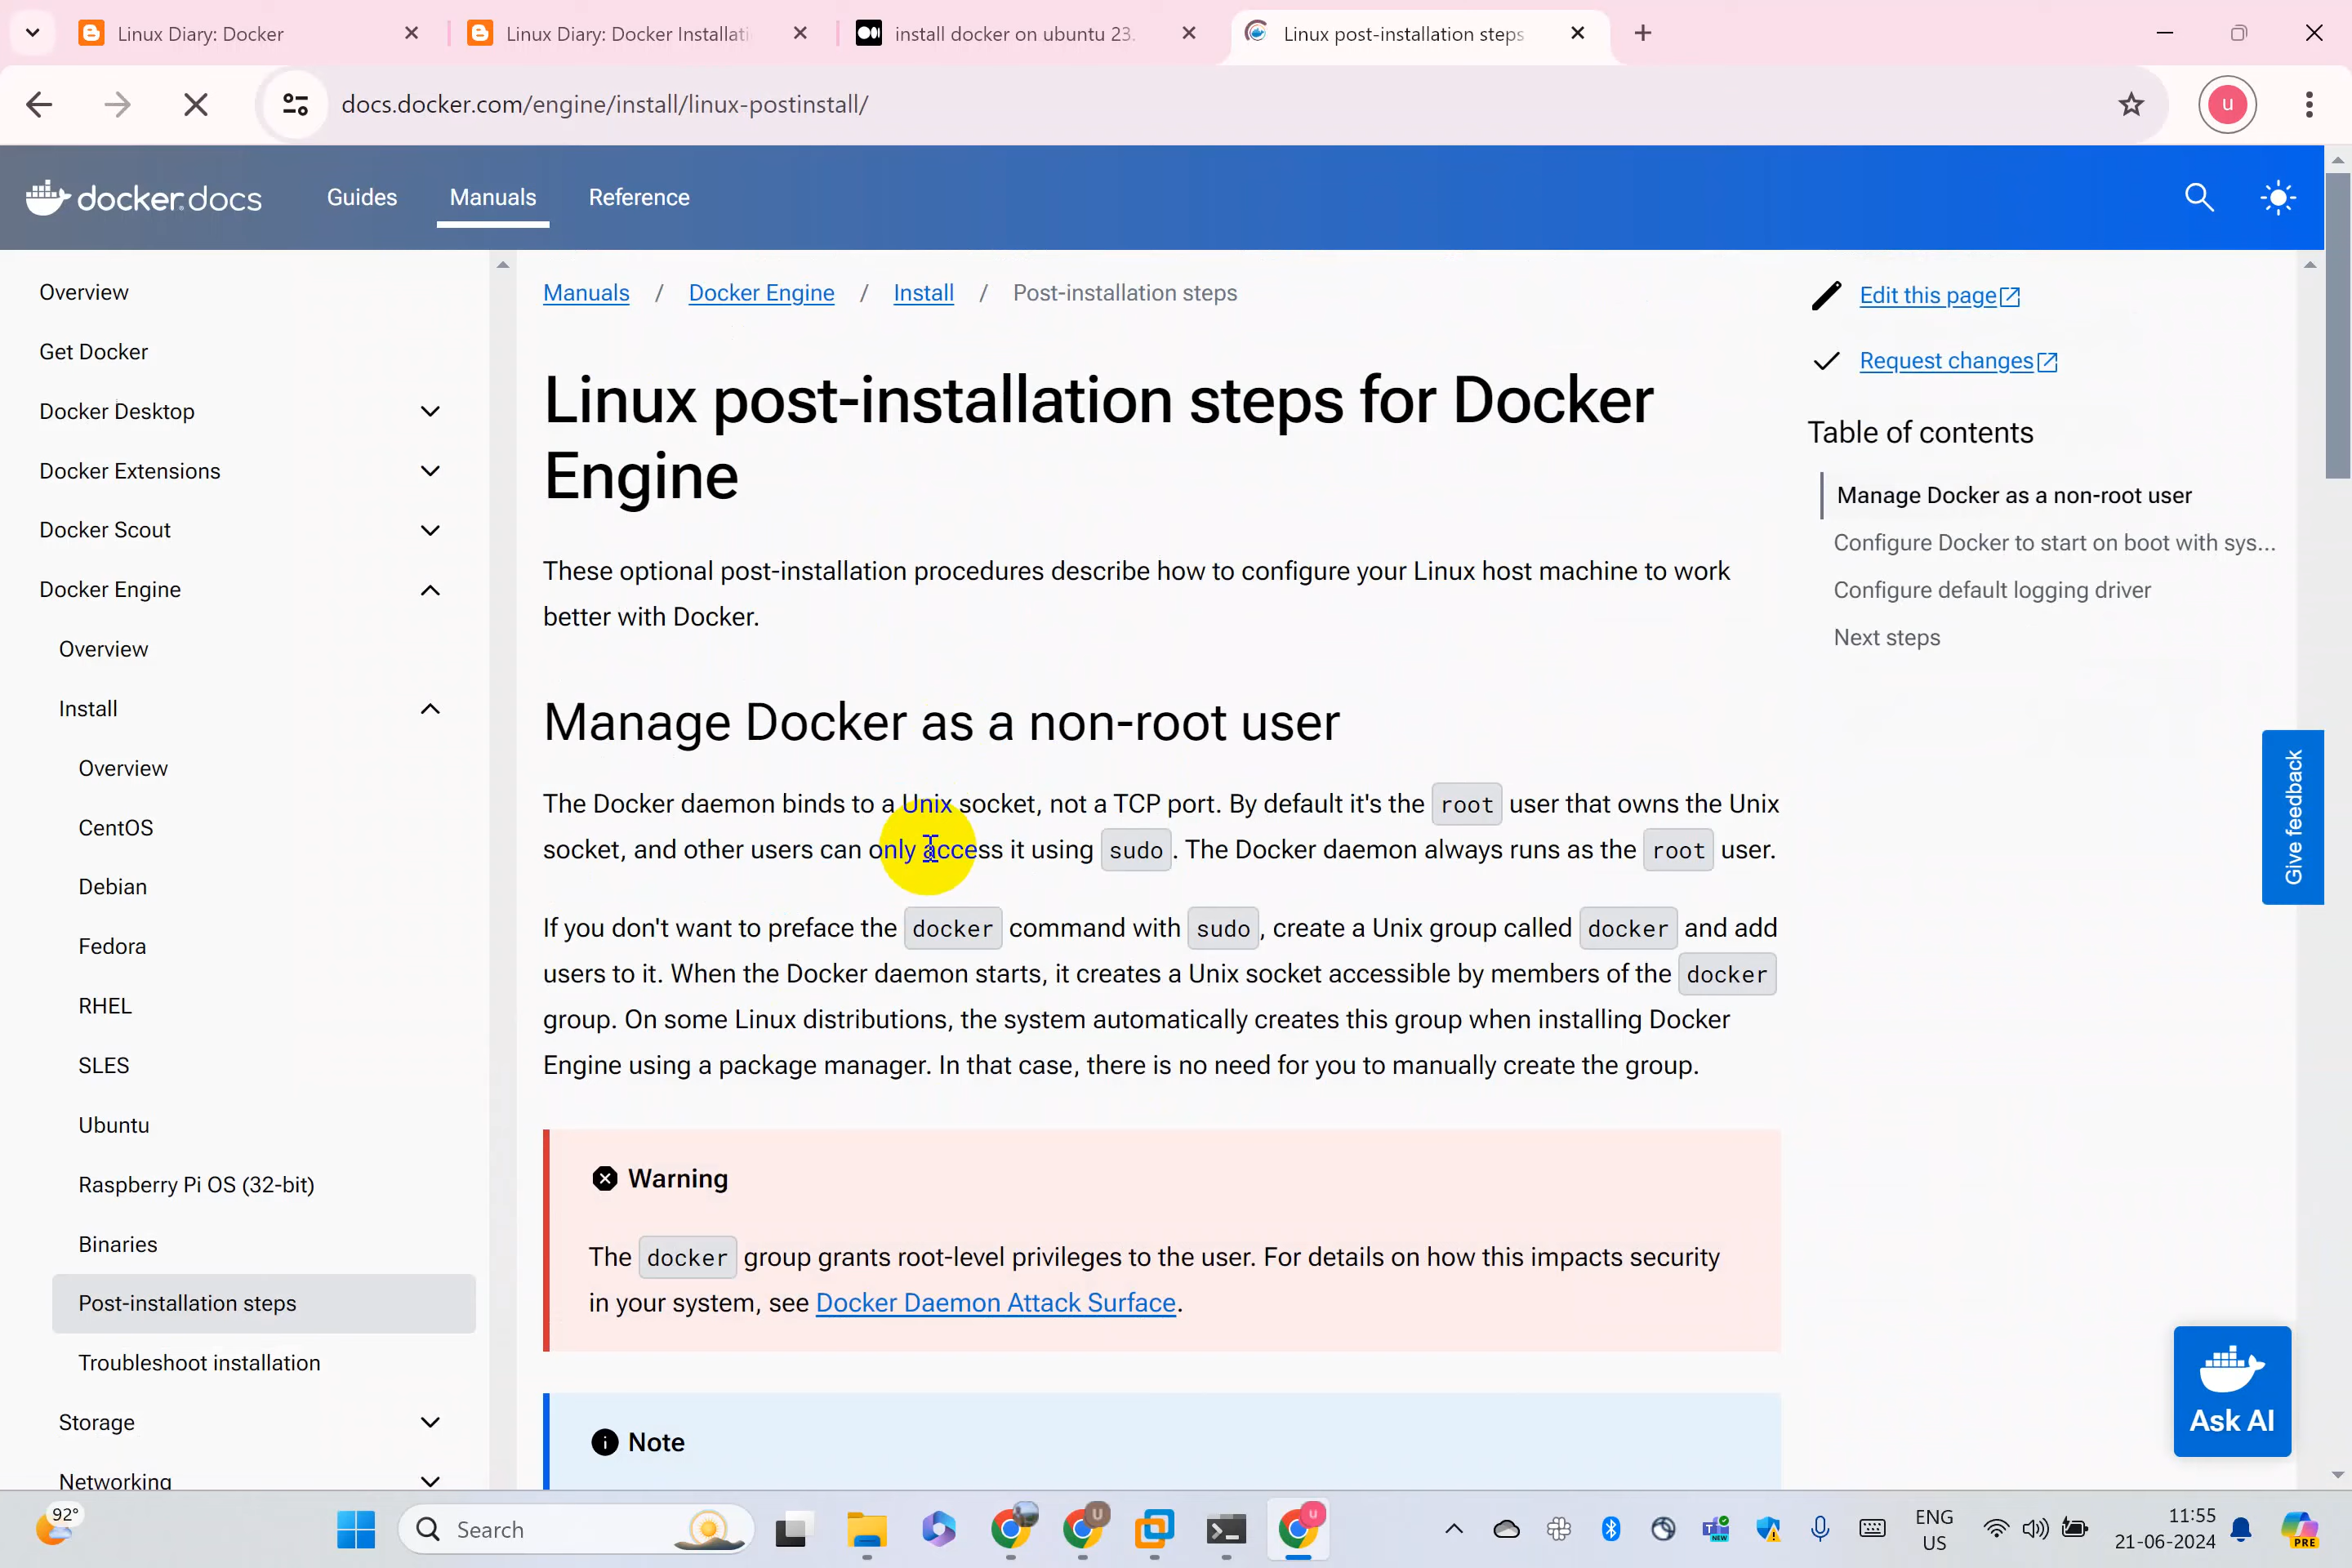 Linux Diary: Docker
Linux Diary: Docker Installati
install docker on ubuntu 23.
Linux post-installation steps
docs.docker.com/engine/install/linux-postinstall/
u
docker.docs
Guides
Manuals
Reference
Overview
Get Docker
Docker Desktop
Docker Extensions
Docker Scout
Docker Engine
Overview
Install
Overview
CentOS
Debian
Fedora
RHEL
SLES
Ubuntu
Raspberry Pi OS (32-bit)
Binaries
Post-installation steps
Troubleshoot installation
Storage
Networking
Manuals / Docker Engine / Install / Post-installation steps
Linux post-installation steps for Docker
Engine
These optional post-installation procedures describe how to configure your Linux host machine to work
better with Docker.
Manage Docker as a non-root user
The Docker daemon binds to a Unix socket, not a TCP port. By default it's the root user that owns the Unix
socket, and other users can only access it using sudo. The Docker daemon always runs as the root user.
If you don't want to preface the docker command with sudo, create a Unix group called docker and add
users to it. When the Docker daemon starts, it creates a Unix socket accessible by members of the docker
group. On some Linux distributions, the system automatically creates this group when installing Docker
Engine using a package manager. In that case, there is no need for you to manually create the group.
Warning
The docker group grants root-level privileges to the user. For details on how this impacts security
in your system, see Docker Daemon Attack Surface.
Note
Edit this page
Request changes
Table of contents
Manage Docker as a non-root user
Configure Docker to start on boot with sys...
Configure default logging driver
Next steps
Give feedback
Ask AI
92°
Search
U
u
NEW
ENG
US
11:55
21-06-2024
PRE